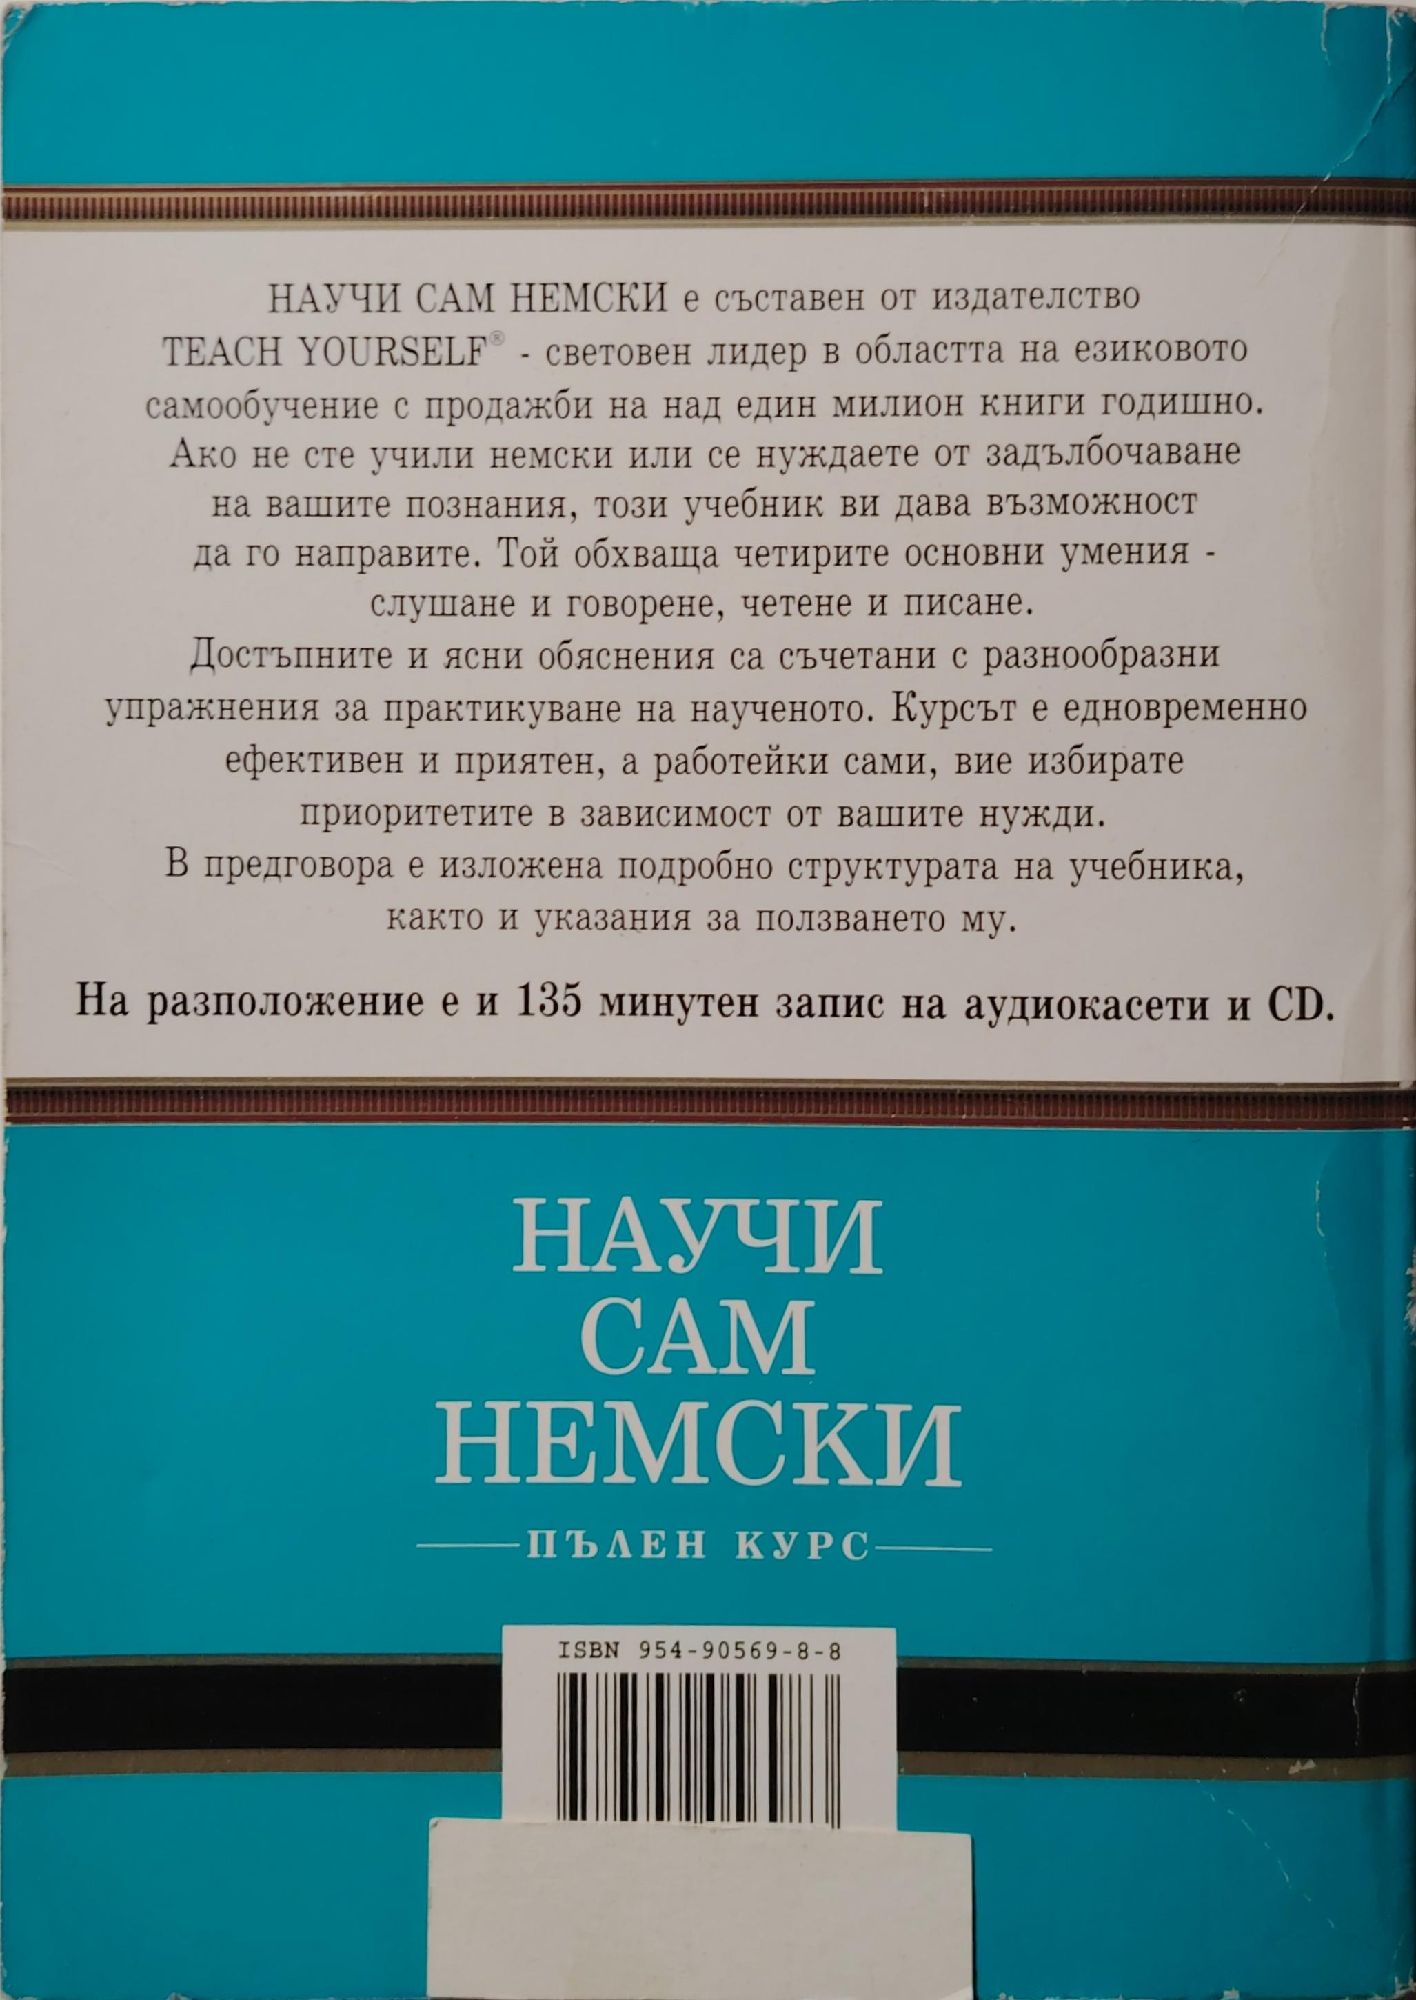 НАУЧИ САМ НЕМСКИ е съставен от издателство
TEACH YOURSELF® - световен лидер в областта на езиковото
самообучение с продажби на над един милион книги годишно.
Ако не сте учили немски или се нуждаете от задълбочаване
на вашите познания, този учебник ви дава възможност
да го направите. Той обхваща четирите основни умения -
слушане и говорене, четене и писане.
Достъпните и ясни обяснения са съчетани с разнообразни
упражнения за практикуване на наученото. Курсът е едновременно
ефективен и приятен, а работейки сами, вие избирате
приоритетите в зависимост от вашите нужди.
В предговора е изложена подробно структурата на учебника,
както и указания за ползването му.
На разположение е и 135 минутен запис на аудиокасети и CD.
НАУЧИ
САМ
НЕМСКИ
ПЪЛЕН КУРС
ISBN 954-90569-8-8